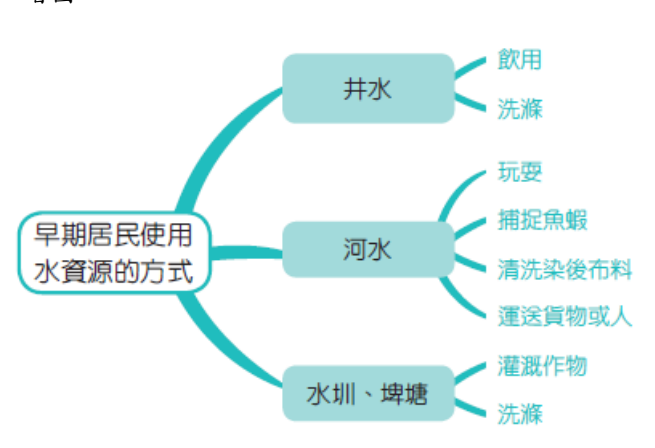 井水
飲用
洗滌
早期居民使用
水資源的方式
河水
玩耍
捕捉魚蝦
清洗染後布料
運送貨物或人
水圳、埤塘
灌溉作物
洗滌